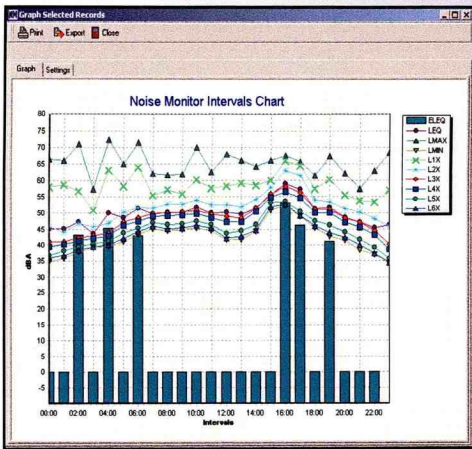 Graph Selected Records
Print Export Close
Graph Settings
Noise Monitor Intervals Chart
80
75
70
65
60
55
50
45
40
35
30
25
20
15
10
5
0
-5
dBA
00:00 02:00 04:00 06:00 08:00 10:00 12:00 14:00 16:00 18:00 20:00 22:00
Intervals
ELEQ
LEQ
LMAX
LMIN
L1X
L2X
L3X
L4X
L5X
L6X